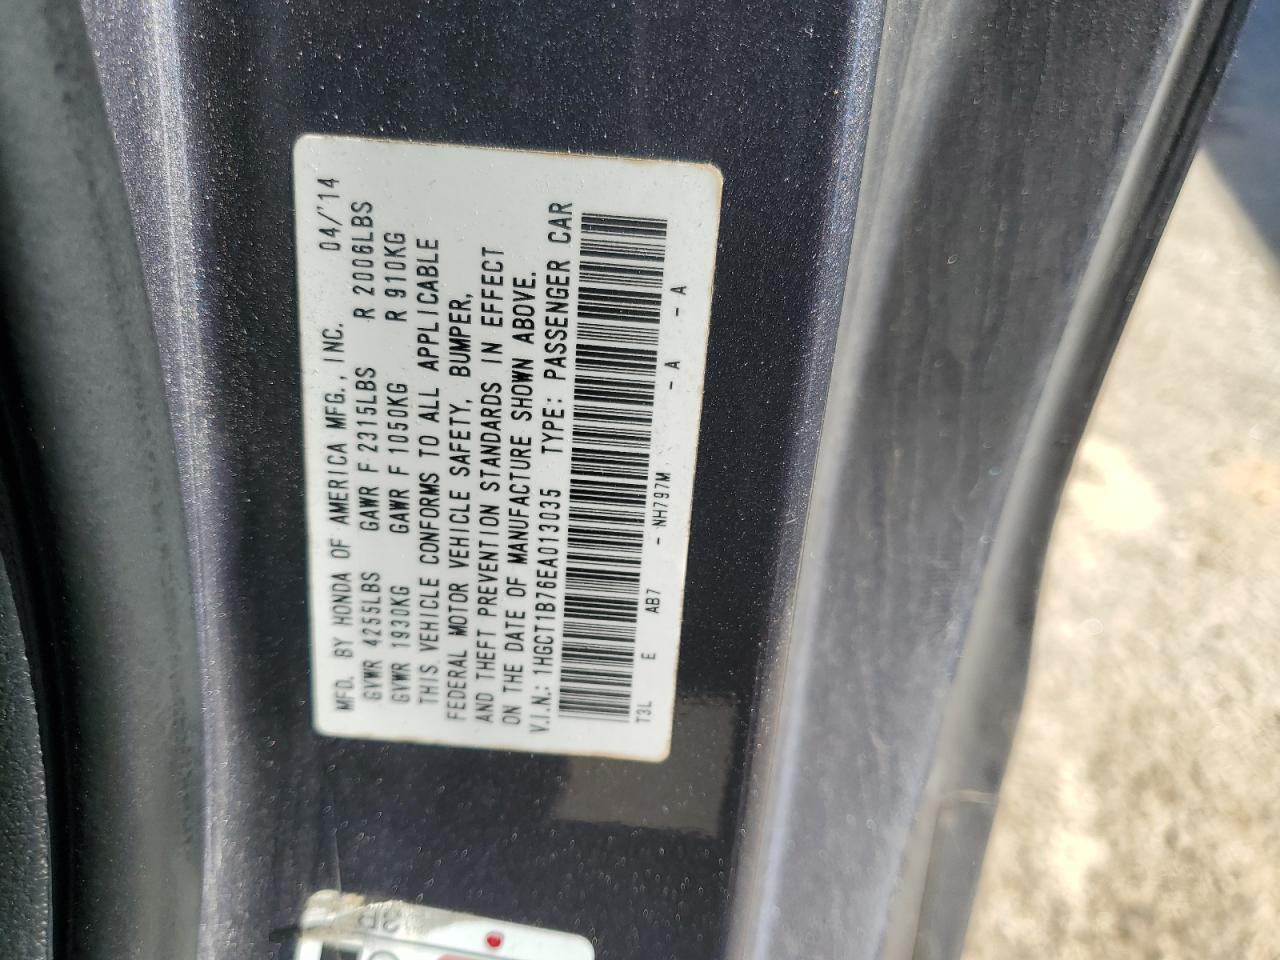 MFD. BY HONDA OF AMERICA MFG., INC. 04/'14
GVWR 4255LBS GAWR F 2315LBS R 2006LBS
GVWR 1930KG GAWR F 1050KG R 910KG
THIS VEHICLE CONFORMS TO ALL APPLICABLE
FEDERAL MOTOR VEHICLE SAFETY, BUMPER,
AND THEFT PREVENTION STANDARDS IN EFFECT
ON THE DATE OF MANUFACTURE SHOWN ABOVE.
V.I.N.: 1HGCT1B76EA013035 TYPE: PASSENGER CAR
T3L E AB7 - NH797M - A - A